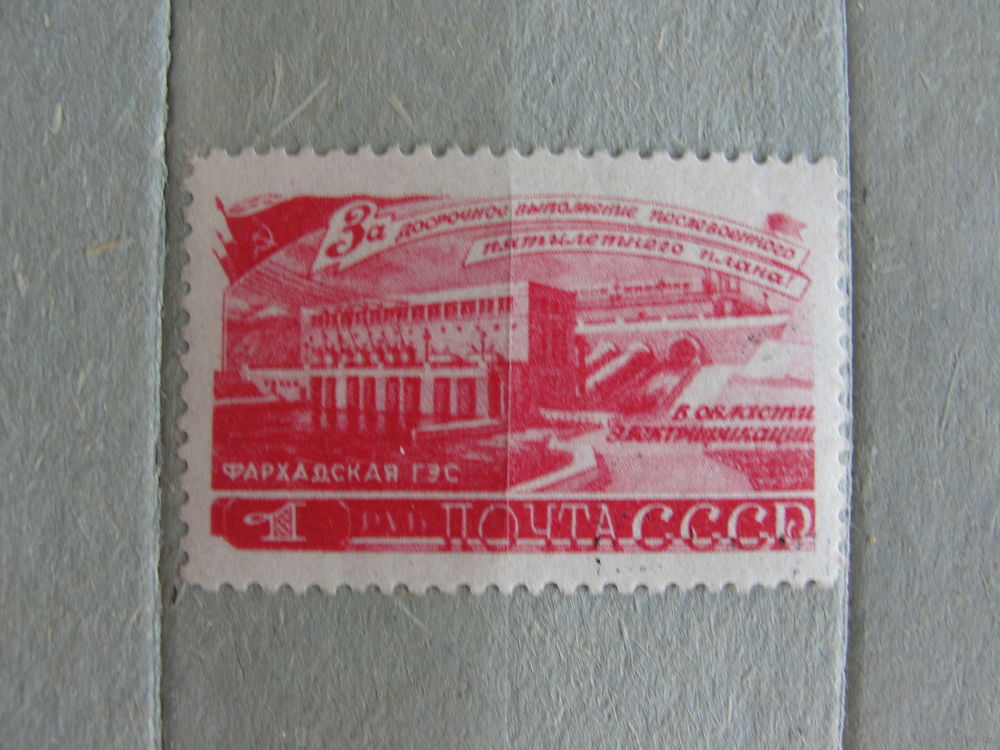 За досрочное выполнение послевоенного
пятилетнего плана!
в области
электрификации
ФАРХАДСКАЯ ГЭС
1 РУБ ПОЧТА СССР